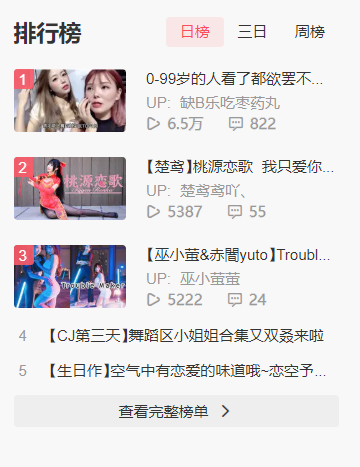 排行榜
日榜 三日 周榜
1
0-99岁的人看了都欲罢不...
UP: 缺B乐吃枣药丸
6.5万 822
2
桃源恋歌
【楚鸢】桃源恋歌 我只爱你...
UP: 楚鸢鸢吖、
5387 55
3
Trouble Maker
【巫小萤&赤闇yuto】Troubl...
UP: 巫小萤萤
5222 24
4 【CJ第三天】舞蹈区小姐姐合集又双叒来啦
5 【生日作】空气中有恋爱的味道哦~恋空予...
查看完整榜单 >